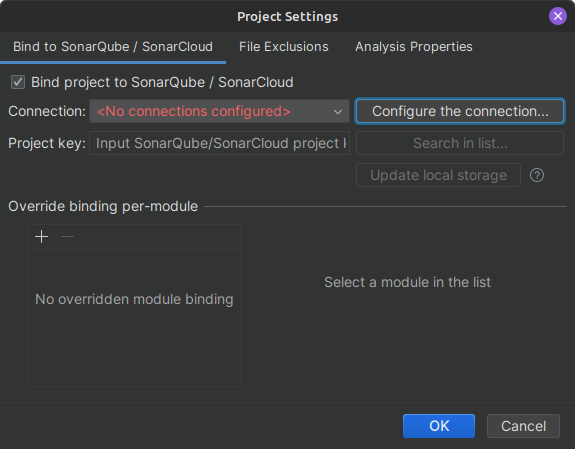 Project Settings
Bind to SonarQube / SonarCloud File Exclusions Analysis Properties
Bind project to SonarQube / SonarCloud
Connection: <No connections configured> Configure the connection...
Project key: Input SonarQube/SonarCloud project Search in list...
Update local storage ?
Override binding per-module
No overridden module binding
Select a module in the list
OK Cancel